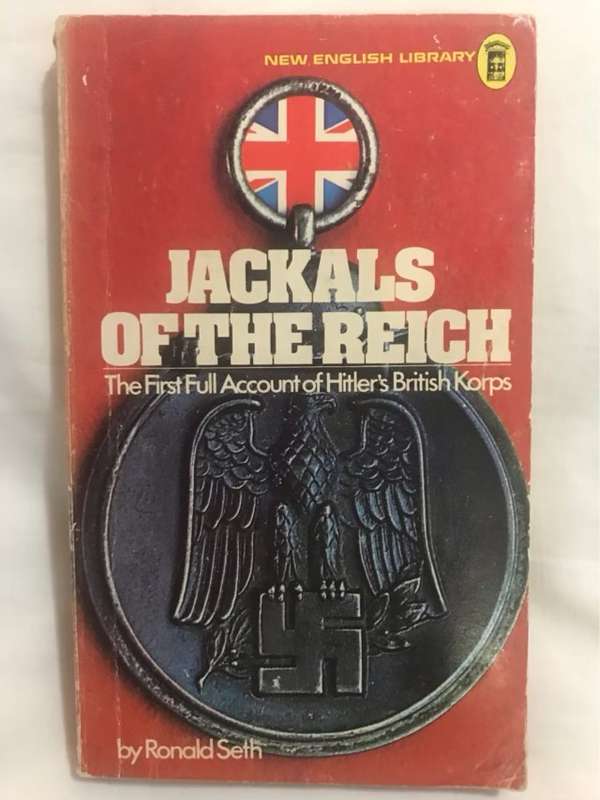 NEW ENGLISH LIBRARY
JACKALS
OF THE REICH
The First Full Account of Hitler's British Korps
by Ronald Seth